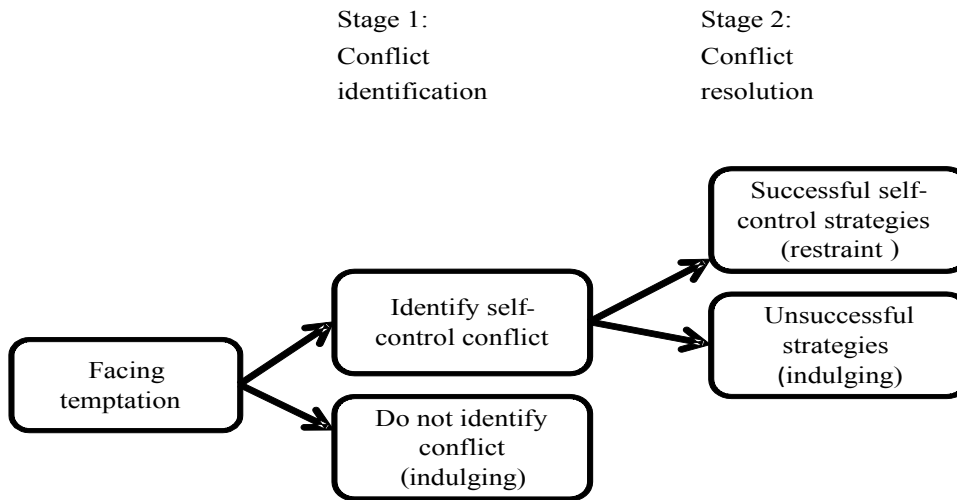 Stage 1:
Conflict
identification
Stage 2:
Conflict
resolution
Successful self-
control strategies
(restraint )
Identify self-
control conflict
Unsuccessful
strategies
(indulging)
Facing
temptation
Do not identify
conflict
(indulging)